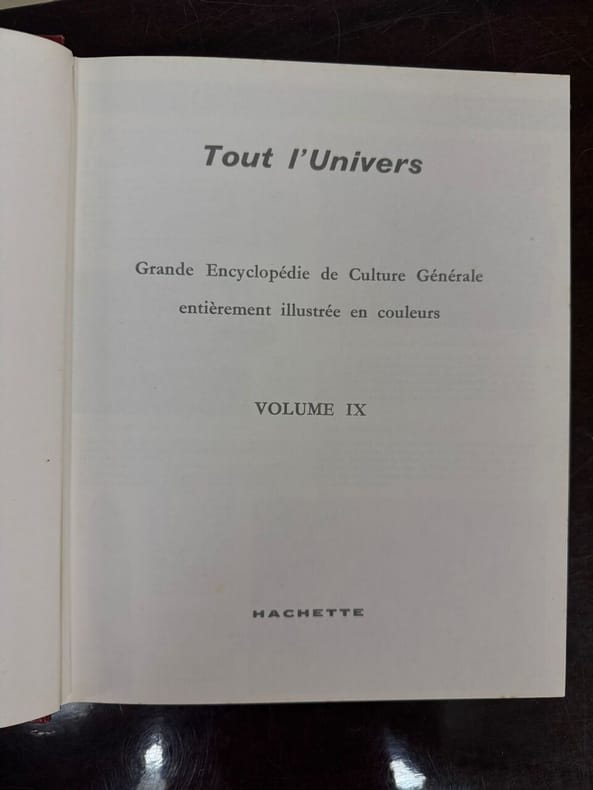 Tout l'Univers
Grande Encyclopédie de Culture Générale
entièrement illustrée en couleurs
VOLUME IX
HACHETTE